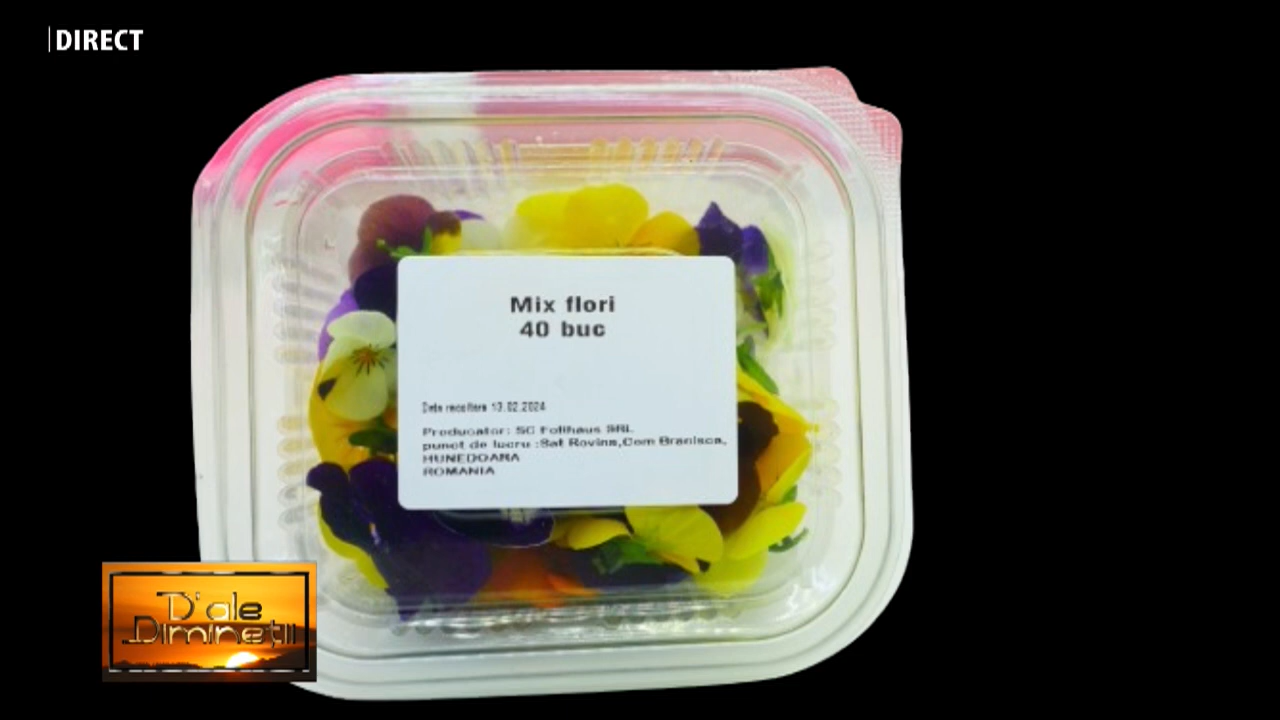 DIRECT
Mix flori
40 buc
Data recoltare 13.02.2024
Producator: SC Follhaus SRL
punct de lucru :Sat Rovina,Com Branisca,
HUNEDOARA
ROMANIA
D'ale
Dimineții